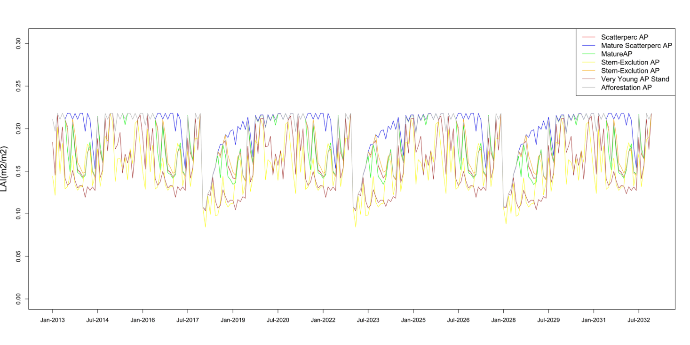 Scatterperc AP
Mature Scatterperc AP
MatureAP
Stem-Exclution AP
Stem-Exclution AP
Very Young AP Stand
Afforestation AP
LAI(m2/m2)
0.30
0.25
0.20
0.15
0.10
0.05
0.00
Jan-2013 Jul-2014 Jan-2016 Jul-2017 Jan-2019 Jul-2020 Jan-2022 Jul-2023 Jan-2025 Jul-2026 Jan-2028 Jul-2029 Jan-2031 Jul-2032